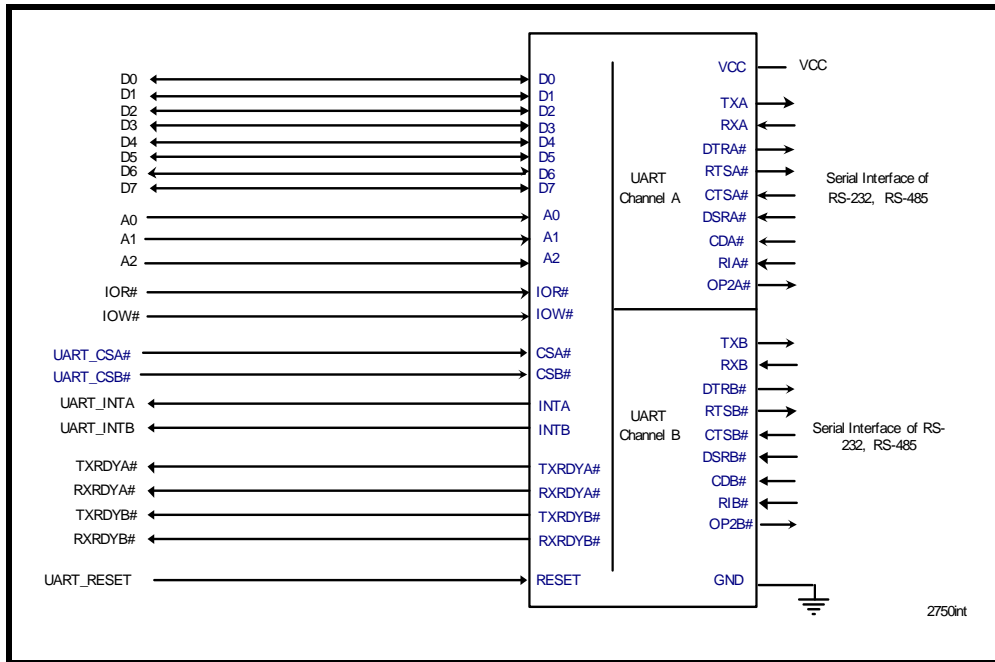 VCC VCC
D0 D0
D1 D1
TXA
D2 D2
RXA
D3 D3
D4 D4
DTRA#
D5 D5
D6 D6
RTSA#
D7 D7
UART
Channel A
Serial Interface of
RS-232, RS-485
CTSA#
A0 A0
DSRA#
A1 A1
CDA#
A2 A2
RIA#
OP2A#
IOR# IOR#
IOW# IOW#
TXB
UART_CSA# CSA#
RXB
UART_CSB# CSB#
DTRB#
UART_INTA INTA
RTSB#
UART_INTB INTB
UART
Channel B
CTSB#
Serial Interface of RS-
232, RS-485
DSRB#
TXRDYA# TXRDYA#
CDB#
RXRDYA# RXRDYA#
RIB#
TXRDYB# TXRDYB#
OP2B#
RXRDYB# RXRDYB#
UART_RESET RESET
GND
2750int